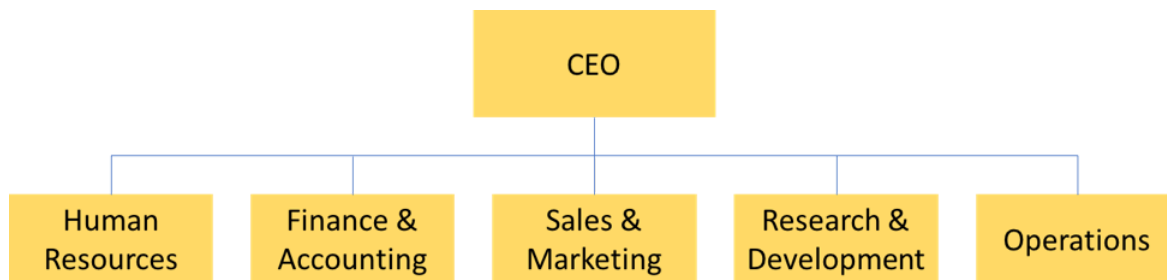 CEO
Human
Resources
Finance &
Accounting
Sales &
Marketing
Research &
Development
Operations